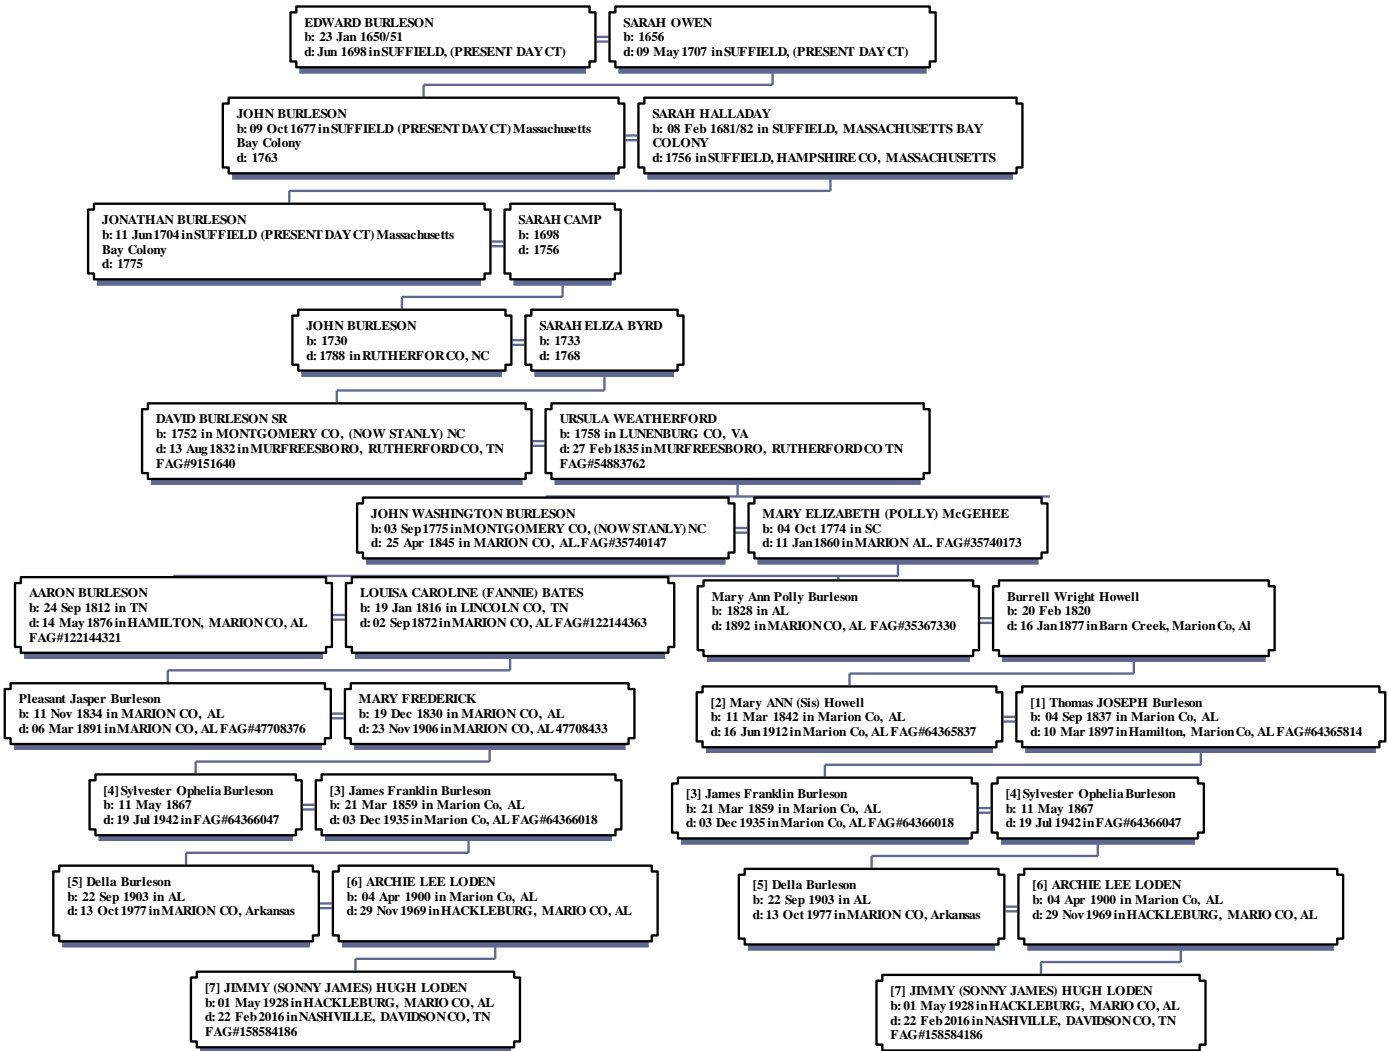 EDWARD BURLESON
b: 23 Jan 1650/51
d: Jun 1698 in SUFFIELD, (PRESENT DAY CT)
SARAH OWEN
b: 1656
d: 09 May 1707 in SUFFIELD, (PRESENT DAY CT)
JOHN BURLESON
b: 09 Oct 1677 in SUFFIELD (PRESENT DAY CT) Massachusetts
Bay Colony
d: 1763
SARAH HALLADAY
b: 08 Feb 1681/82 in SUFFIELD, MASSACHUSETTS BAY
COLONY
d: 1756 in SUFFIELD, HAMPSHIRE CO, MASSACHUSETTS
JONATHAN BURLESON
b: 11 Jun 1704 in SUFFIELD (PRESENT DAY CT) Massachusetts
Bay Colony
d: 1775
SARAH CAMP
b: 1698
d: 1756
JOHN BURLESON
b: 1730
d: 1788 in RUTHERFOR CO, NC
SARAH ELIZA BYRD
b: 1733
d: 1768
DAVID BURLESON SR
b: 1752 in MONTGOMERY CO, (NOW STANLY) NC
d: 13 Aug 1832 in MURFREESBORO, RUTHERFORD CO, TN
FAG#9151640
URSULA WEATHERFORD
b: 1758 in LUNENBURG CO, VA
d: 27 Feb 1835 in MURFREESBORO, RUTHERFORD CO TN
FAG#54883762
JOHN WASHINGTON BURLESON
b: 03 Sep 1775 in MONTGOMERY CO, (NOW STANLY) NC
d: 25 Apr 1845 in MARION CO, AL.FAG#35740147
MARY ELIZABETH (POLLY) McGEHEE
b: 04 Oct 1774 in SC
d: 11 Jan 1860 in MARION AL. FAG#35740173
AARON BURLESON
b: 24 Sep 1812 in TN
d: 14 May 1876 in HAMILTON, MARION CO, AL
FAG#122144321
LOUISA CAROLINE (FANNIE) BATES
b: 19 Jan 1816 in LINCOLN CO, TN
d: 02 Sep 1872 in MARION CO, AL FAG#122144363
Mary Ann Polly Burleson
b: 1828 in AL
d: 1892 in MARION CO, AL FAG#35367330
Burrell Wright Howell
b: 20 Feb 1820
d: 16 Jan 1877 in Barn Creek, Marion Co, Al
Pleasant Jasper Burleson
b: 11 Nov 1834 in MARION CO, AL
d: 06 Mar 1891 in MARION CO, AL FAG#47708376
MARY FREDERICK
b: 19 Dec 1830 in MARION CO, AL
d: 23 Nov 1906 in MARION CO, AL 47708433
[2] Mary ANN (Sis) Howell
b: 11 Mar 1842 in Marion Co, AL
d: 16 Jun 1912 in Marion Co, AL FAG#64365837
[1] Thomas JOSEPH Burleson
b: 04 Sep 1837 in Marion Co, AL
d: 10 Mar 1897 in Hamilton, Marion Co, AL FAG#64365814
[4] Sylvester Ophelia Burleson
b: 11 May 1867
d: 19 Jul 1942 in FAG#64366047
[3] James Franklin Burleson
b: 21 Mar 1859 in Marion Co, AL
d: 03 Dec 1935 in Marion Co, AL FAG#64366018
[3] James Franklin Burleson
b: 21 Mar 1859 in Marion Co, AL
d: 03 Dec 1935 in Marion Co, AL FAG#64366018
[4] Sylvester Ophelia Burleson
b: 11 May 1867
d: 19 Jul 1942 in FAG#64366047
[5] Della Burleson
b: 22 Sep 1903 in AL
d: 13 Oct 1977 in MARION CO, Arkansas
[6] ARCHIE LEE LODEN
b: 04 Apr 1900 in Marion Co, AL
d: 29 Nov 1969 in HACKLEBURG, MARIO CO, AL
[5] Della Burleson
b: 22 Sep 1903 in AL
d: 13 Oct 1977 in MARION CO, Arkansas
[6] ARCHIE LEE LODEN
b: 04 Apr 1900 in Marion Co, AL
d: 29 Nov 1969 in HACKLEBURG, MARIO CO, AL
[7] JIMMY (SONNY JAMES) HUGH LODEN
b: 01 May 1928 in HACKLEBURG, MARIO CO, AL
d: 22 Feb 2016 in NASHVILLE, DAVIDSON CO, TN
FAG#158584186
[7] JIMMY (SONNY JAMES) HUGH LODEN
b: 01 May 1928 in HACKLEBURG, MARIO CO, AL
d: 22 Feb 2016 in NASHVILLE, DAVIDSON CO, TN
FAG#158584186